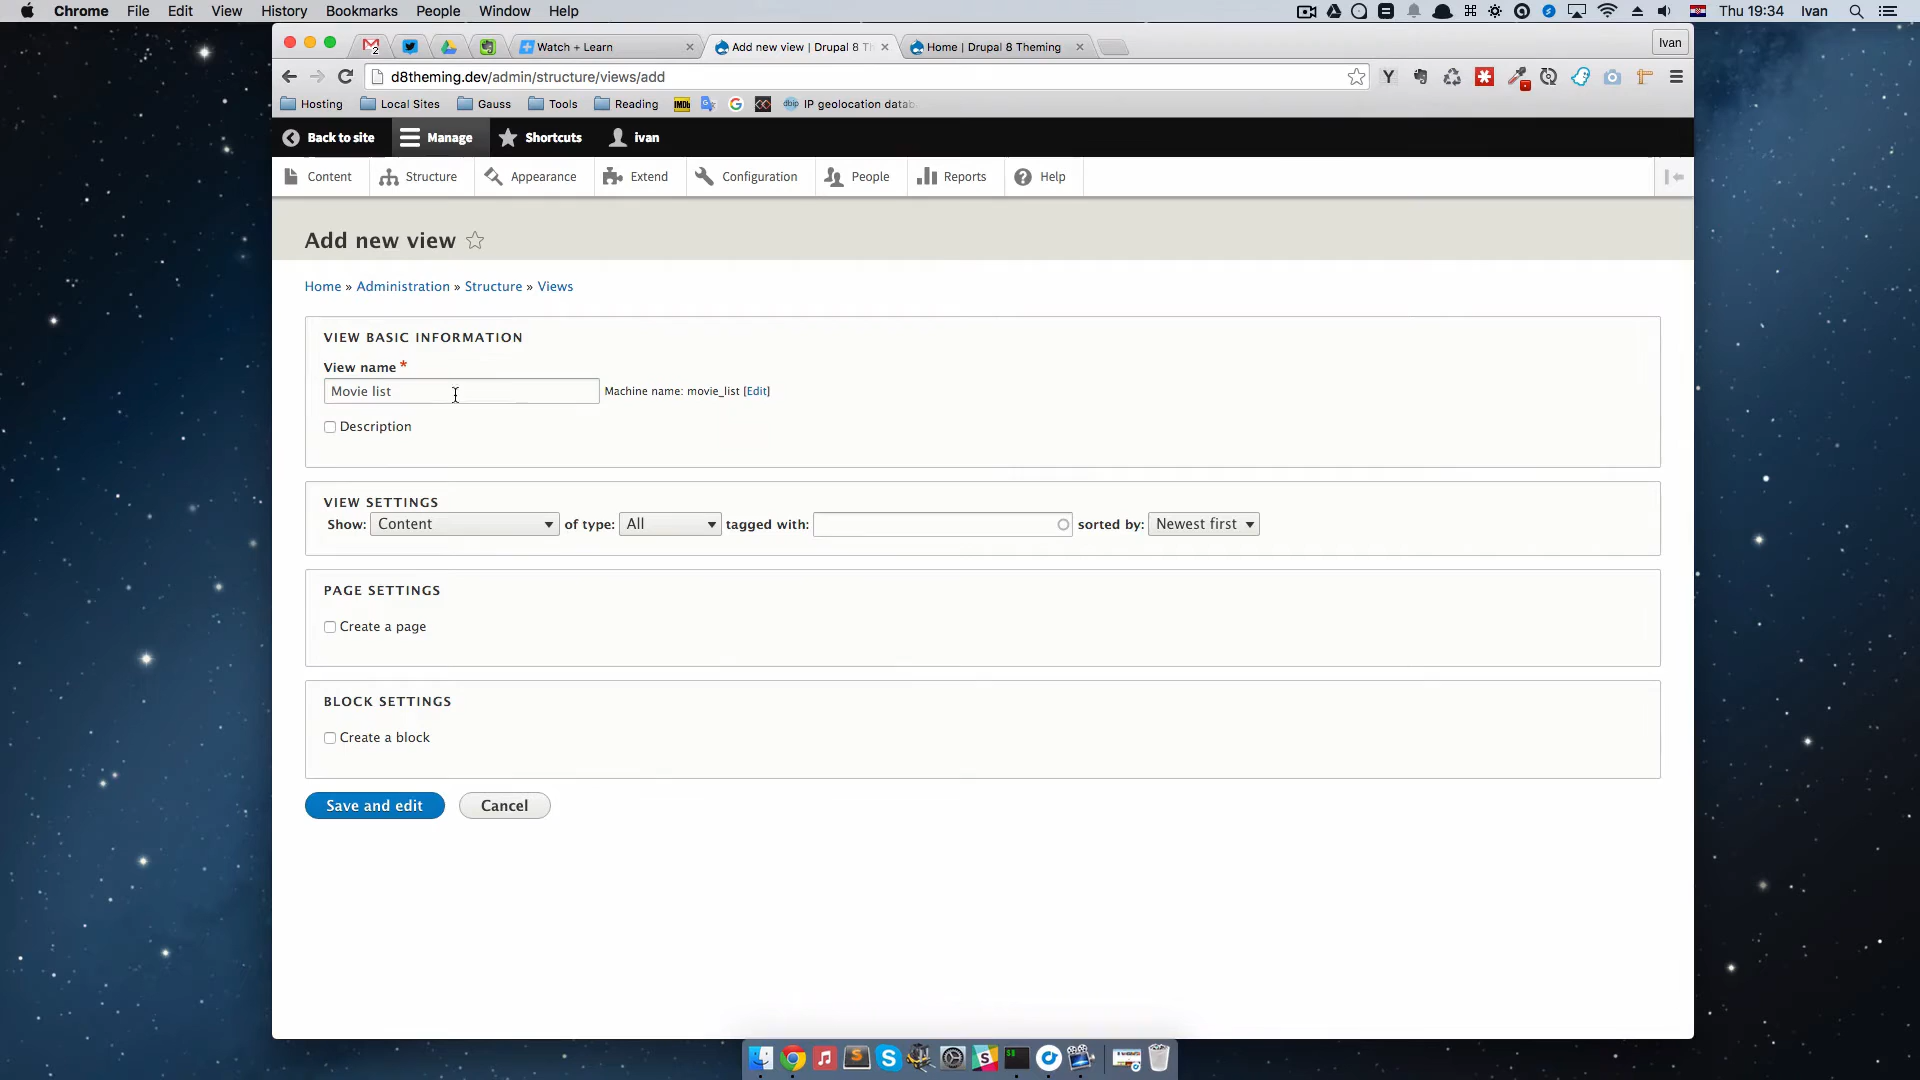 Chrome File Edit View History Bookmarks People Window Help Thu 19:34 Ivan
2 Watch + Learn Add new view | Drupal 8 Th Home | Drupal 8 Theming Ivan
d8theming.dev/admin/structure/views/add
Hosting Local Sites Gauss Tools Reading IMDb IP geolocation datab
Back to site Manage Shortcuts ivan
Content Structure Appearance Extend Configuration People Reports Help
Add new view
Home » Administration » Structure » Views
VIEW BASIC INFORMATION
View name *
Movie list Machine name: movie_list [Edit]
Description
VIEW SETTINGS
Show: Content of type: All tagged with: sorted by: Newest first
PAGE SETTINGS
Create a page
BLOCK SETTINGS
Create a block
Save and edit Cancel